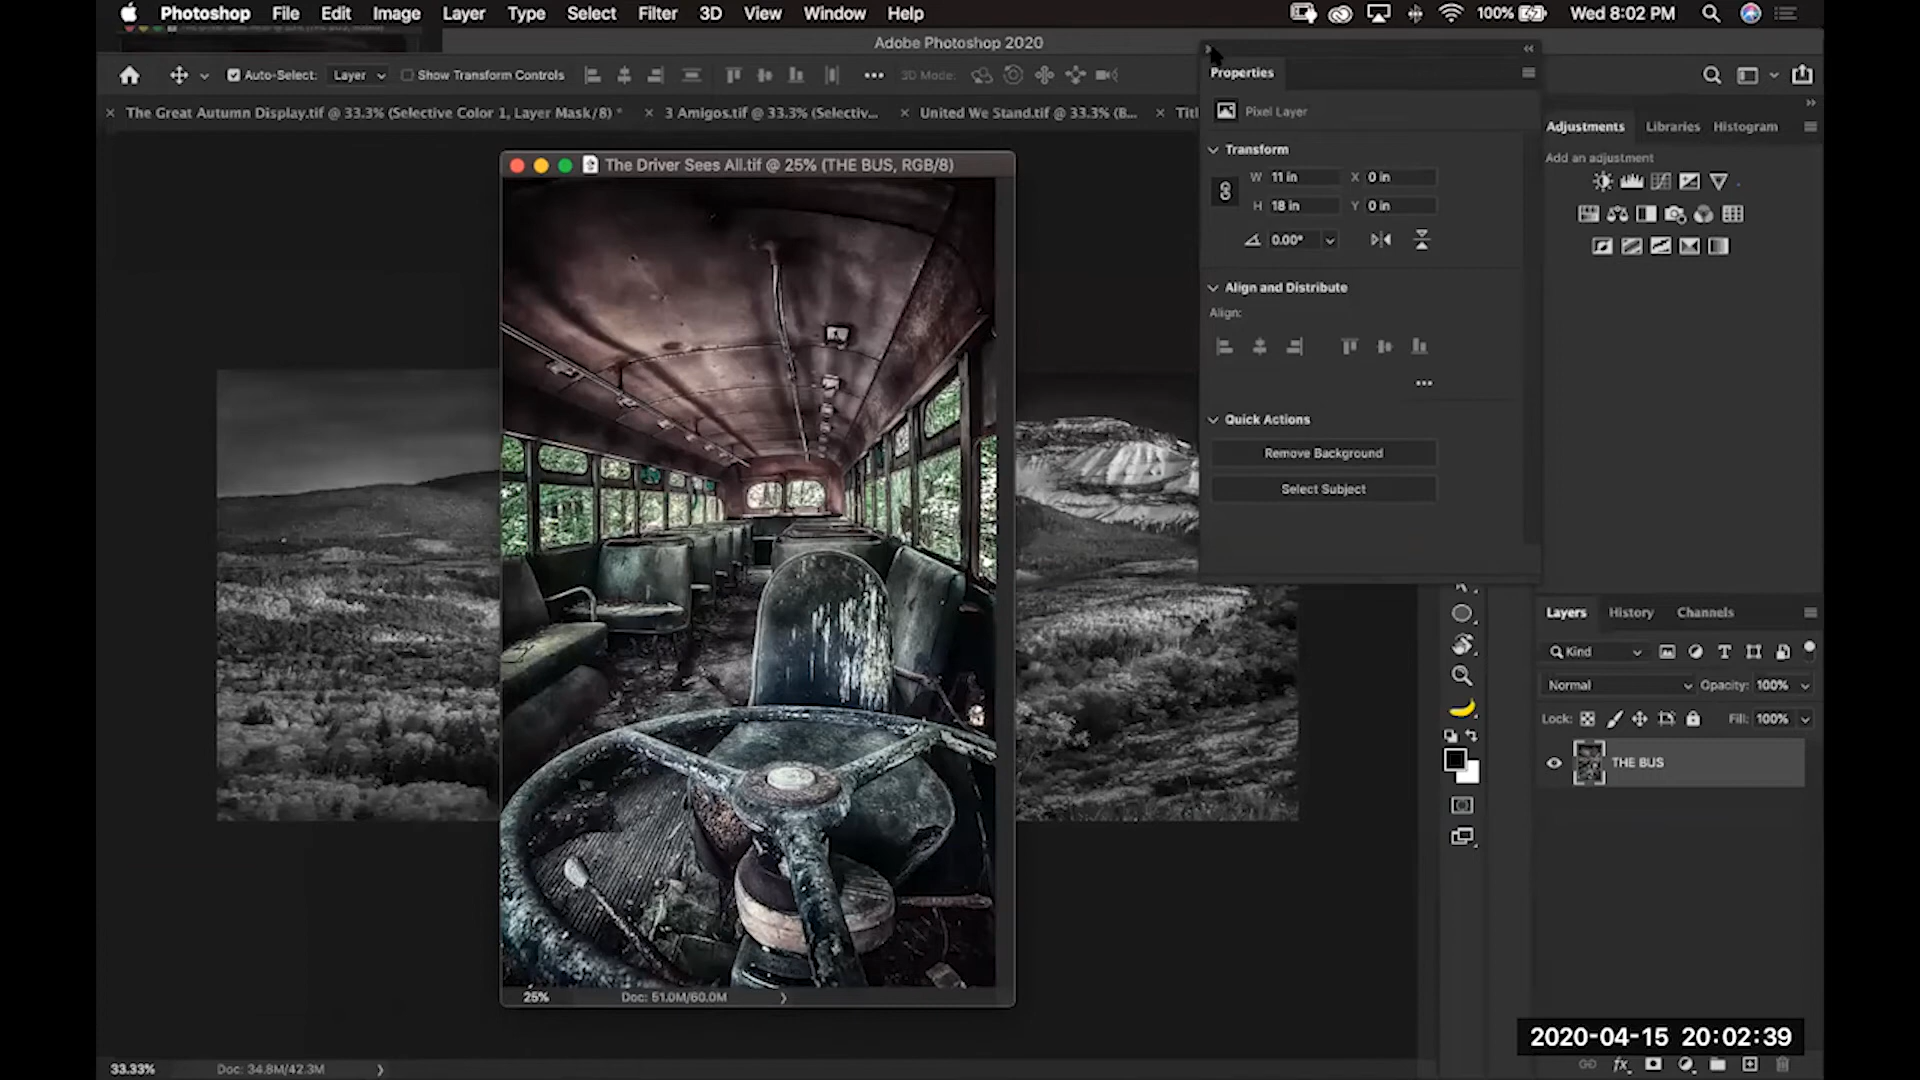 Photoshop File Edit Image Layer Type Select Filter 3D View Window Help 100% Wed 8:02 PM
Adobe Photoshop 2020
Auto-Select: Layer Show Transform Controls 3D Mode:
The Great Autumn Display.tif @ 33.3% (Selective Color 1, Layer Mask/8) * 3 Amigos.tif @ 33.3% (Selectiv... United We Stand.tif @ 33.3% (B... Titl
Properties
Pixel Layer
Transform
W 11 in X 0 in
H 18 in Y 0 in
0.00°
Align and Distribute
Align:
Quick Actions
Remove Background
Select Subject
Adjustments Libraries Histogram
Add an adjustment
The Driver Sees All.tif @ 25% (THE BUS, RGB/8)
25% Doc: 51.0M/60.0M
Layers History Channels
Kind
Normal Opacity: 100%
Lock: Fill: 100%
THE BUS
2020-04-15 20:02:39
fx
33.33% Doc: 34.8M/42.3M